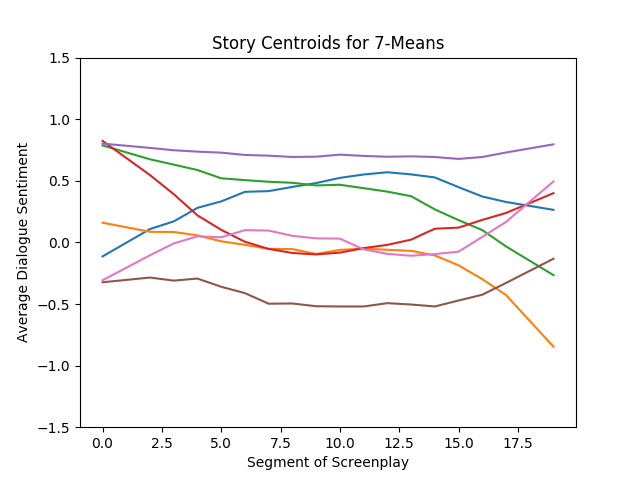 Story Centroids for 7-Means
Average Dialogue Sentiment
1.5
1.0
0.5
0.0
−0.5
−1.0
−1.5
0.0 2.5 5.0 7.5 10.0 12.5 15.0 17.5
Segment of Screenplay